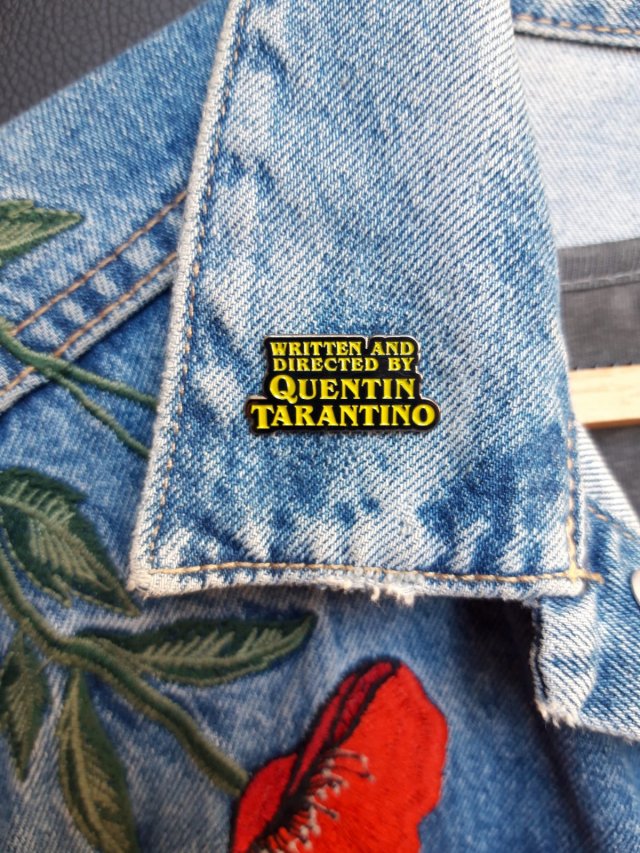 WRITTEN AND
DIRECTED BY
QUENTIN
TARANTINO